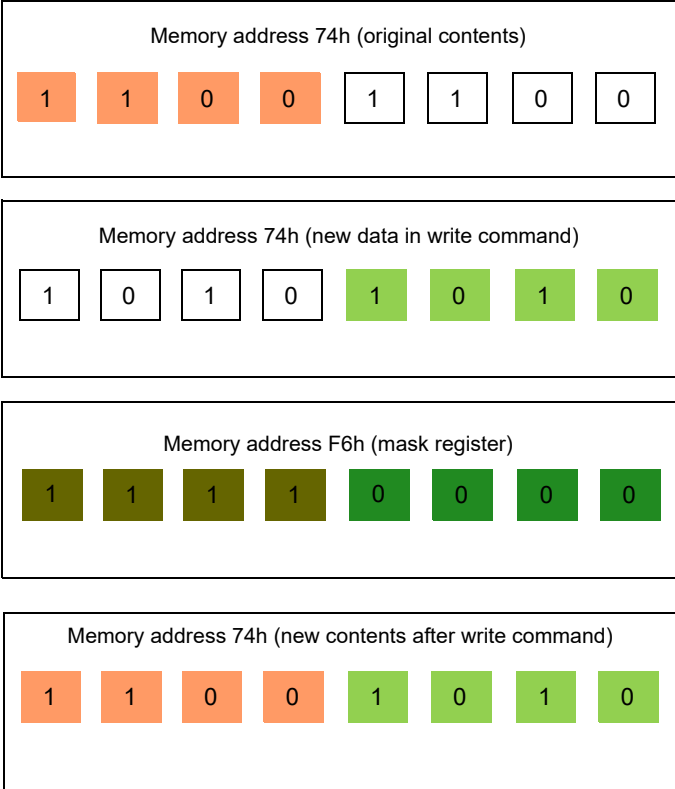 Memory address 74h (original contents)
1 1 0 0 1 1 0 0
Memory address 74h (new data in write command)
1 0 1 0 1 0 1 0
Memory address F6h (mask register)
1 1 1 1 0 0 0 0
Memory address 74h (new contents after write command)
1 1 0 0 1 0 1 0